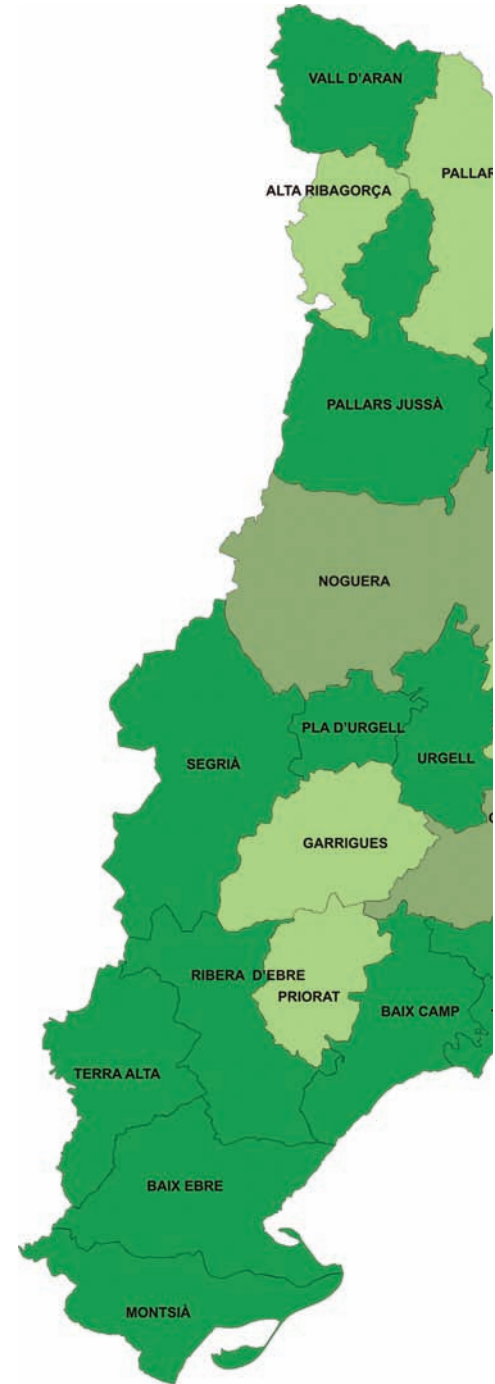 VALL D'ARAN
PALLAR
ALTA RIBAGORÇA
PALLARS JUSSÀ
NOGUERA
PLA D'URGELL
URGELL
SEGRIÀ
GARRIGUES
RIBERA D'EBRE
PRIORAT
BAIX CAMP
TERRA ALTA
BAIX EBRE
MONTSIÀ